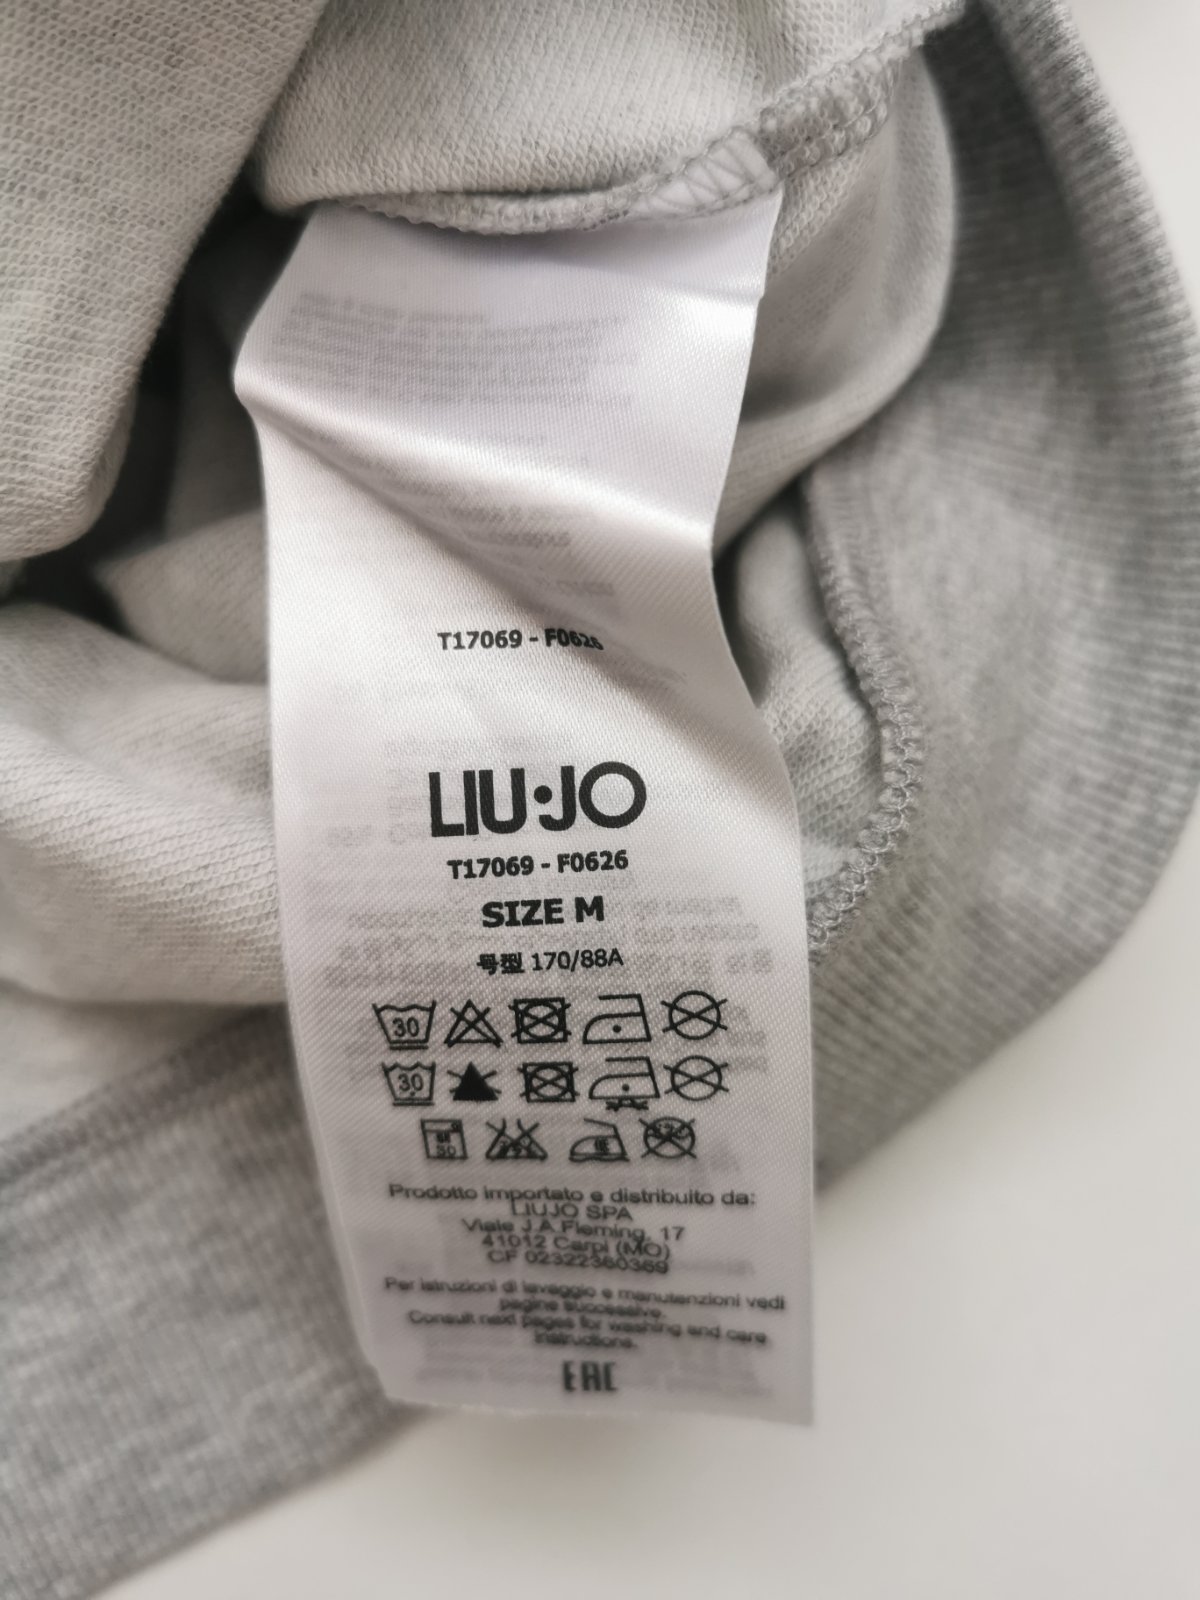 T17069 - F0626
LIU·JO
T17069 - F0626
SIZE M
号型 170/88A
30
30
30
Prodotto importato e distribuito da:
LIUJO SPA
Viale J.A.Fleming, 17
41012 Carpi (MO)
CF 02322360369
Per istruzioni di lavaggio e manutenzioni vedi
pagine successive.
Consult next pages for washing and care
instructions.
EAC